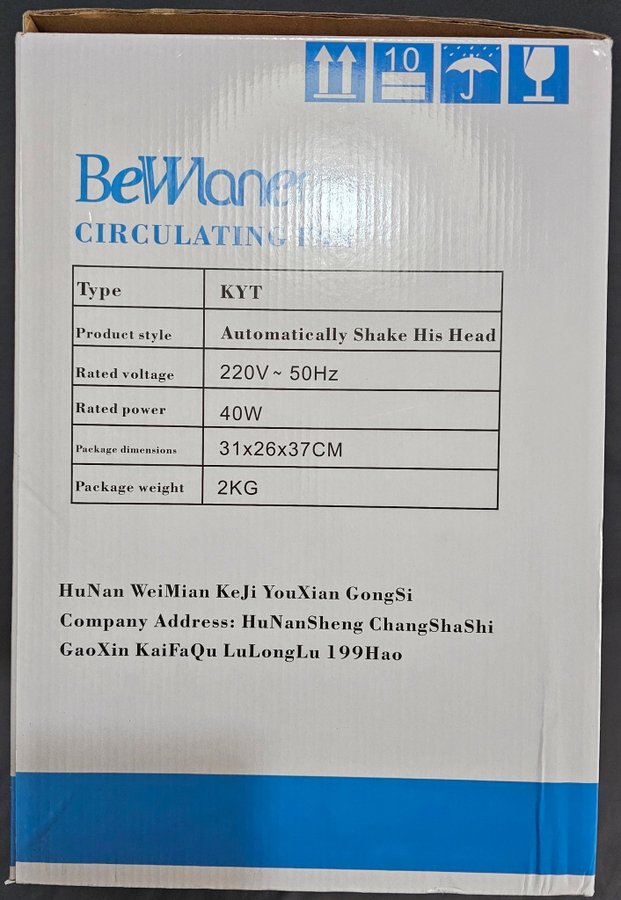 10
CIRCULATING
Type KYT
Product style Automatically Shake His Head
Rated voltage 220V~ 50Hz
Rated power 40W
Package dimensions 31x26x37CM
Package weight 2KG
HuNan WeiMian KeJi YouXian GongSi
Company Address: HuNanSheng ChangShaShi
GaoXin KaiFaQu LuLongLu 199Hao